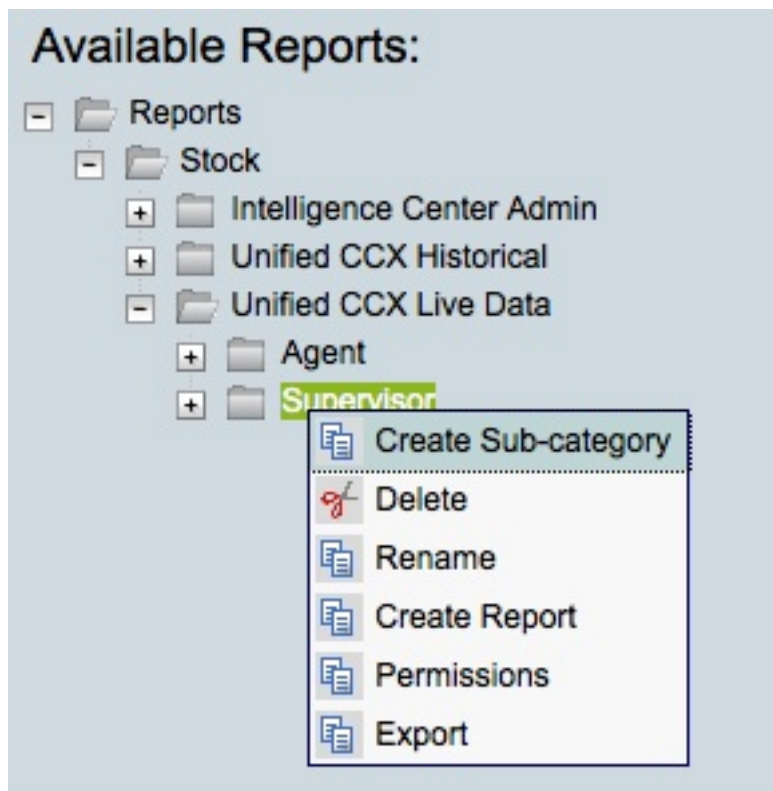 Available Reports:
Reports
Stock
Intelligence Center Admin
Unified CCX Historical
Unified CCX Live Data
Agent
Supervisor
Create Sub-category
Delete
Rename
Create Report
Permissions
Export